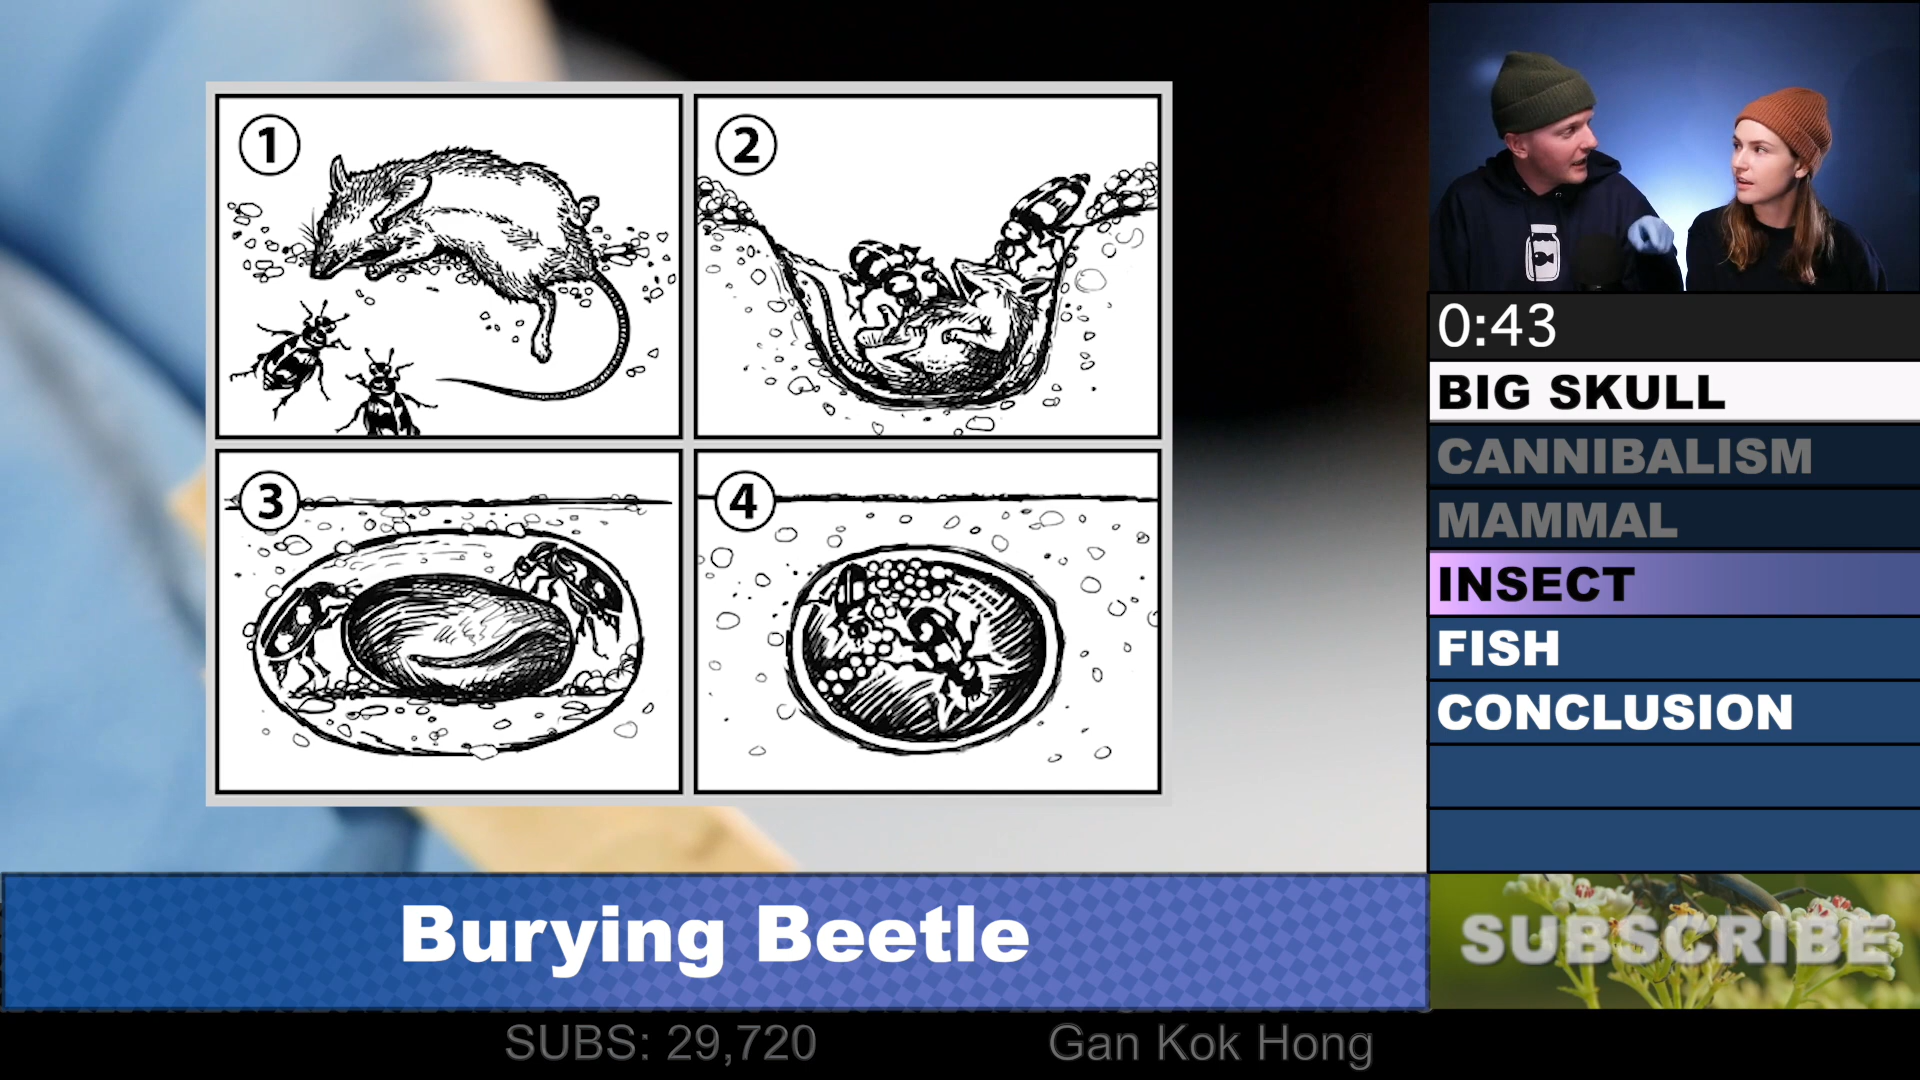 1
2
3
4
0:43
BIG SKULL
CANNIBALISM
MAMMAL
INSECT
FISH
CONCLUSION
Burying Beetle
SUBSCRIBE
SUBS: 29,720
Gan Kok Hong